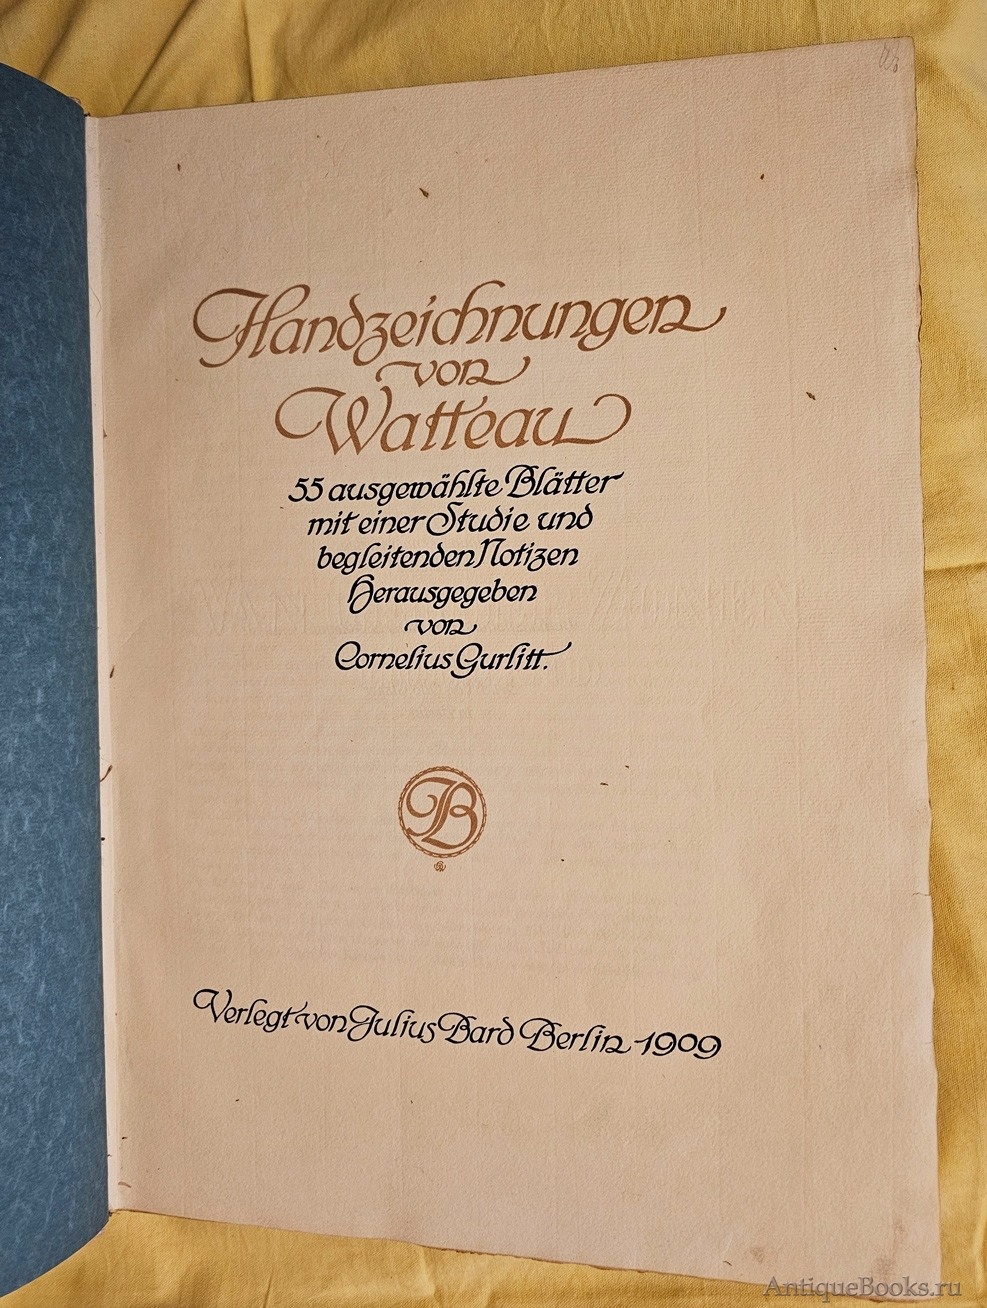 Handzeichnungen
von
Watteau
55 ausgewählte Blätter
mit einer Studie und
begleitenden Notizen
Herausgegeben
von
Cornelius Gurlitt.
B
Verlegt von Julius Bard Berlin 1909
AntiqueBooks.ru